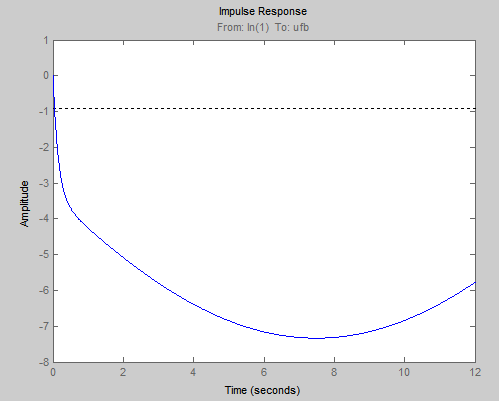 Impulse Response
From: In(1) To: ufb
1
0
-1
-2
-3
-4
-5
-6
-7
-8
Amplitude
0 2 4 6 8 10 12
Time (seconds)